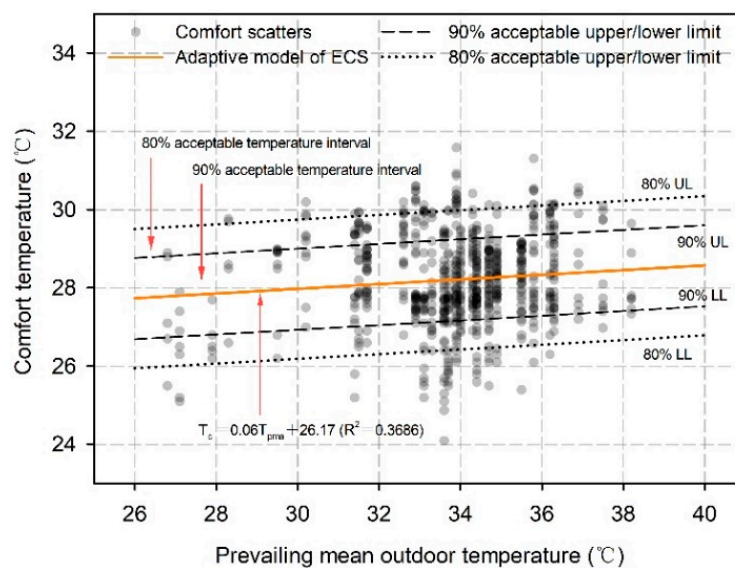 Comfort scatters
90% acceptable upper/lower limit
Adaptive model of ECS
80% acceptable upper/lower limit
80% acceptable temperature interval
90% acceptable temperature interval
80% UL
90% UL
90% LL
80% LL
T_c=0.06T_pma+26.17 (R²=0.3686)
34
32
30
28
26
24
Comfort temperature (℃)
26 28 30 32 34 36 38 40
Prevailing mean outdoor temperature (℃)